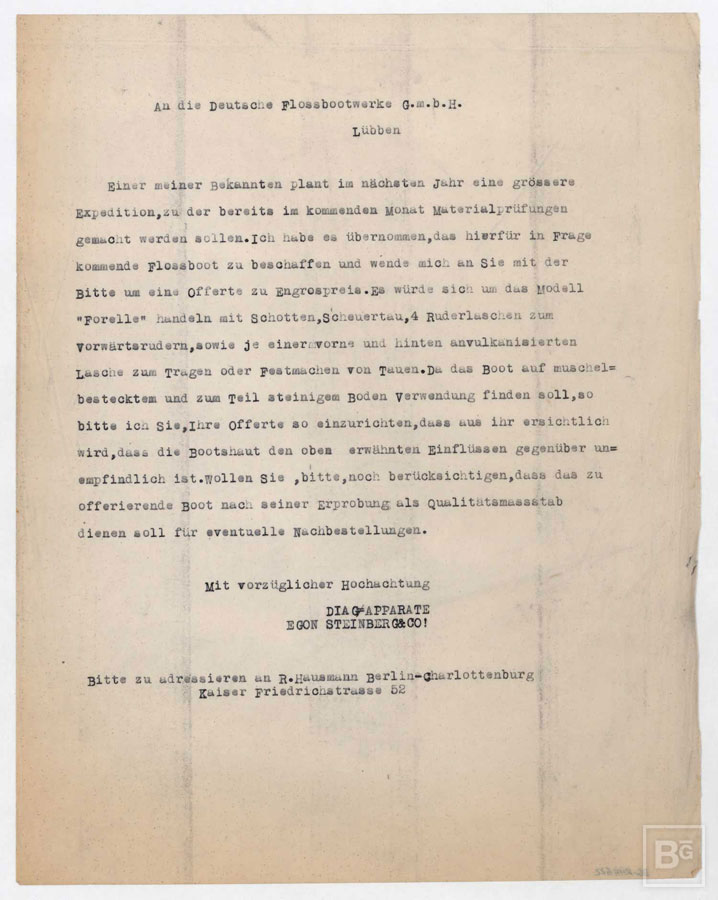 An die Deutsche Flossbootwerke G.m.b.H.
Lübben
Einer meiner Bekannten plant im nächsten Jahr eine grössere
Expedition,zu der bereits im kommenden Monat Materialprüfungen
gemacht werden sollen.Ich habe es übernommen,das hierfür in Frage
kommende Flossboot zu beschaffen und wende mich an Sie mit der
Bitte um eine Offerte zu Engrospreis.Es würde sich um das Modell
"Forelle" handeln mit Schotten,Scheuertau,4 Ruderlaschen zum
Vorwärtsrudern,sowie je einer vorne und hinten anvulkanisierten
Lasche zum Tragen oder Festmachen von Tauen.Da das Boot auf muschel=
bestecktem und zum Teil steinigem Boden Verwendung finden soll,so
bitte ich Sie,Ihre Offerte so einzurichten,dass aus ihr ersichtlich
wird,dass die Bootshaut den oben erwähnten Einflüssen gegenüber un=
empfindlich ist.Wollen Sie ,bitte,noch berücksichtigen,dass das zu
offerierende Boot nach seiner Erprobung als Qualitätsmassstab
dienen soll für eventuelle Nachbestellungen.
Mit vorzüglicher Hochachtung
DIAG-APPARATE
EGON STEINBERG&CO!
Bitte zu adressieren an R.Hausmann Berlin-Charlottenburg
Kaiser Friedrichstrasse 52
BG